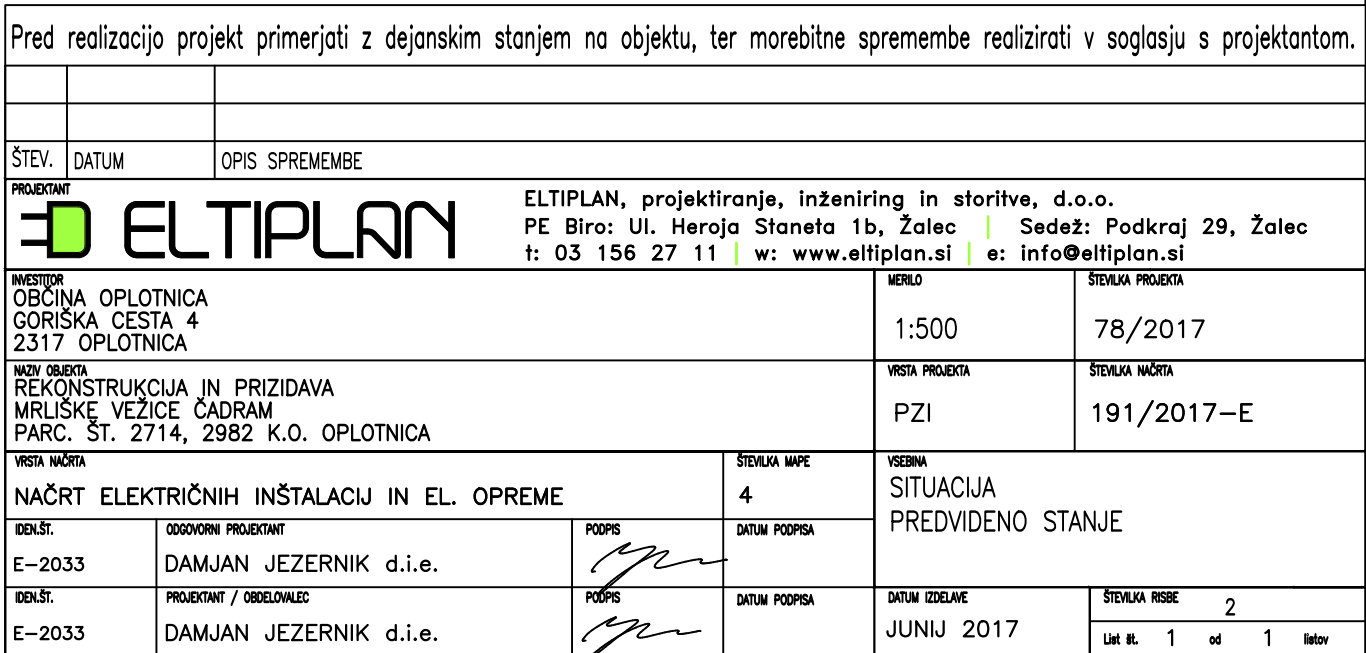 Pred realizacijo projekt primerjati z dejanskim stanjem na objektu, ter morebitne spremembe realizirati v soglasju s projektantom.
ŠTEV. DATUM OPIS SPREMEMBE
PROJEKTANT
ELTIPLAN
ELTIPLAN, projektiranje, inženiring in storitve, d.o.o.
PE Biro: Ul. Heroja Staneta 1b, Žalec | Sedež: Podkraj 29, Žalec
t: 03 156 27 11 | w: www.eltiplan.si | e: info@eltiplan.si
INVESTITOR
OBČINA OPLOTNICA
GORIŠKA CESTA 4
2317 OPLOTNICA
MERILO
1:500
ŠTEVILKA PROJEKTA
78/2017
NAZIV OBJEKTA
REKONSTRUKCIJA IN PRIZIDAVA
MRLIŠKE VEŽICE ČADRAM
PARC. ŠT. 2714, 2982 K.O. OPLOTNICA
VRSTA PROJEKTA
PZI
ŠTEVILKA NAČRTA
191/2017-E
VRSTA NAČRTA
NAČRT ELEKTRIČNIH INŠTALACIJ IN EL. OPREME
ŠTEVILKA MAPE
4
VSEBINA
SITUACIJA
PREDVIDENO STANJE
IDEN.ŠT. ODGOVORNI PROJEKTANT PODPIS DATUM PODPISA
E-2033 DAMJAN JEZERNIK d.i.e.
IDEN.ŠT. PROJEKTANT / OBDELOVALEC PODPIS DATUM PODPISA
E-2033 DAMJAN JEZERNIK d.i.e.
DATUM IZDELAVE
JUNIJ 2017
ŠTEVILKA RISBE 2
List št. 1 od 1 listov